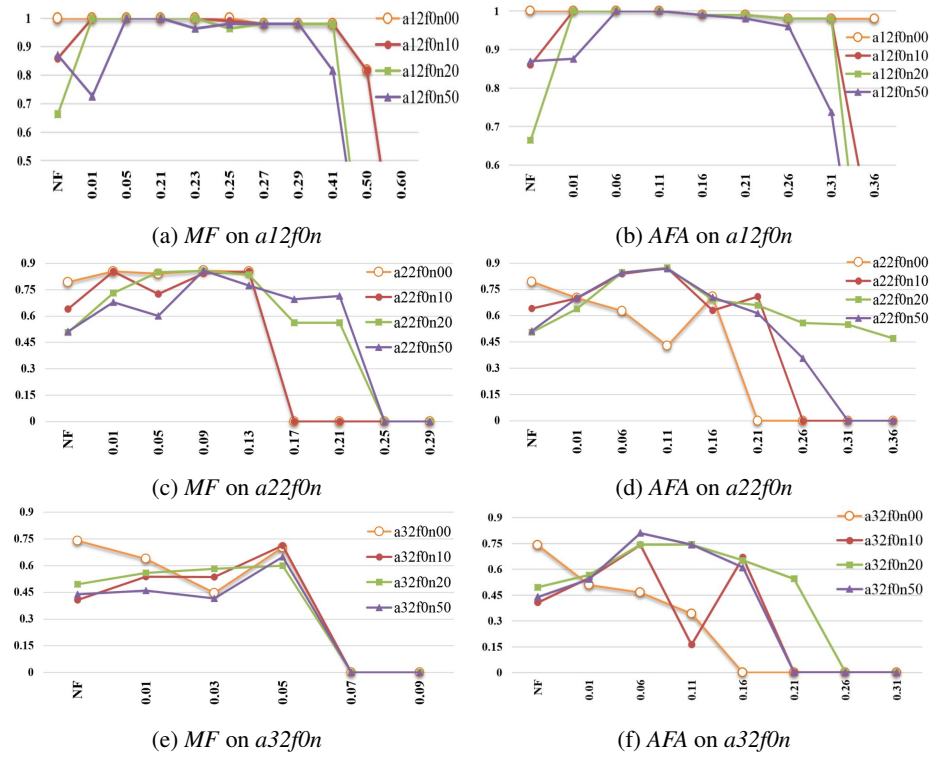 1
0.9
0.8
0.7
0.6
0.5
NF
0.01
0.05
0.21
0.23
0.25
0.27
0.29
0.41
0.50
0.60
a12f0n00
a12f0n10
a12f0n20
a12f0n50
(a) MF on a12f0n
1
0.9
0.8
0.7
0.6
NF
0.01
0.06
0.11
0.16
0.21
0.26
0.31
0.36
a12f0n00
a12f0n10
a12f0n20
a12f0n50
(b) AFA on a12f0n
0.9
0.75
0.6
0.45
0.3
0.15
0
NF
0.01
0.05
0.09
0.13
0.17
0.21
0.25
0.29
a22f0n00
a22f0n10
a22f0n20
a22f0n50
(c) MF on a22f0n
0.9
0.75
0.6
0.45
0.3
0.15
0
NF
0.01
0.06
0.11
0.16
0.21
0.26
0.31
0.36
a22f0n00
a22f0n10
a22f0n20
a22f0n50
(d) AFA on a22f0n
0.9
0.75
0.6
0.45
0.3
0.15
0
NF
0.01
0.03
0.05
0.07
0.09
a32f0n00
a32f0n10
a32f0n20
a32f0n50
(e) MF on a32f0n
0.9
0.75
0.6
0.45
0.3
0.15
0
NF
0.01
0.06
0.11
0.16
0.21
0.26
0.31
a32f0n00
a32f0n10
a32f0n20
a32f0n50
(f) AFA on a32f0n